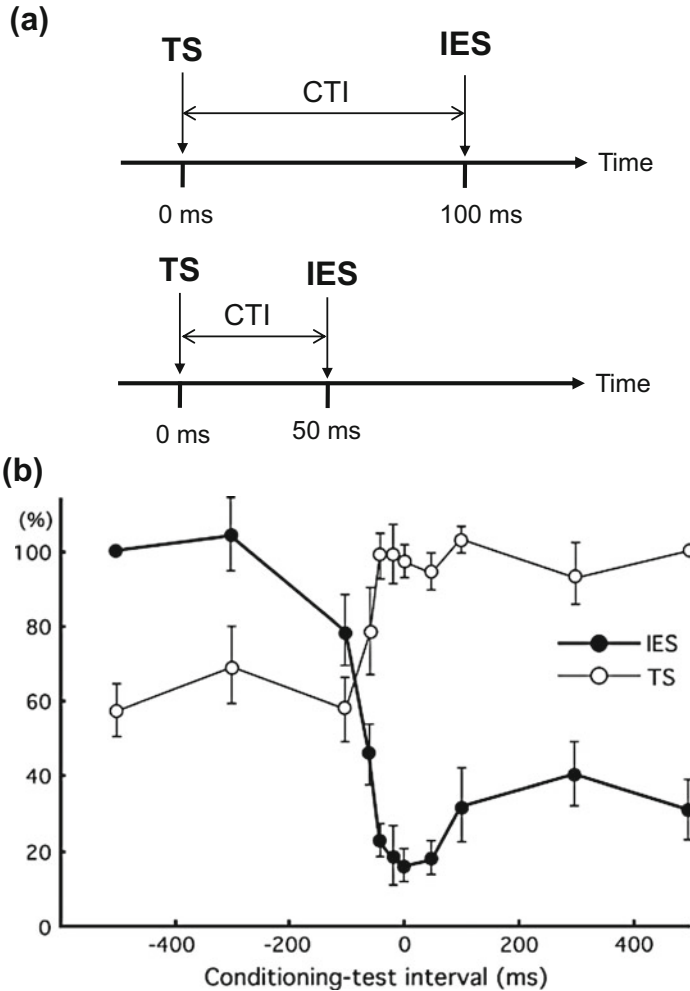 (a)
TS IES
CTI
Time
0 ms 100 ms
TS IES
CTI
Time
0 ms 50 ms
(b)
(%)
100
80
60
40
20
0
IES
TS
-400 -200 0 200 400
Conditioning-test interval (ms)